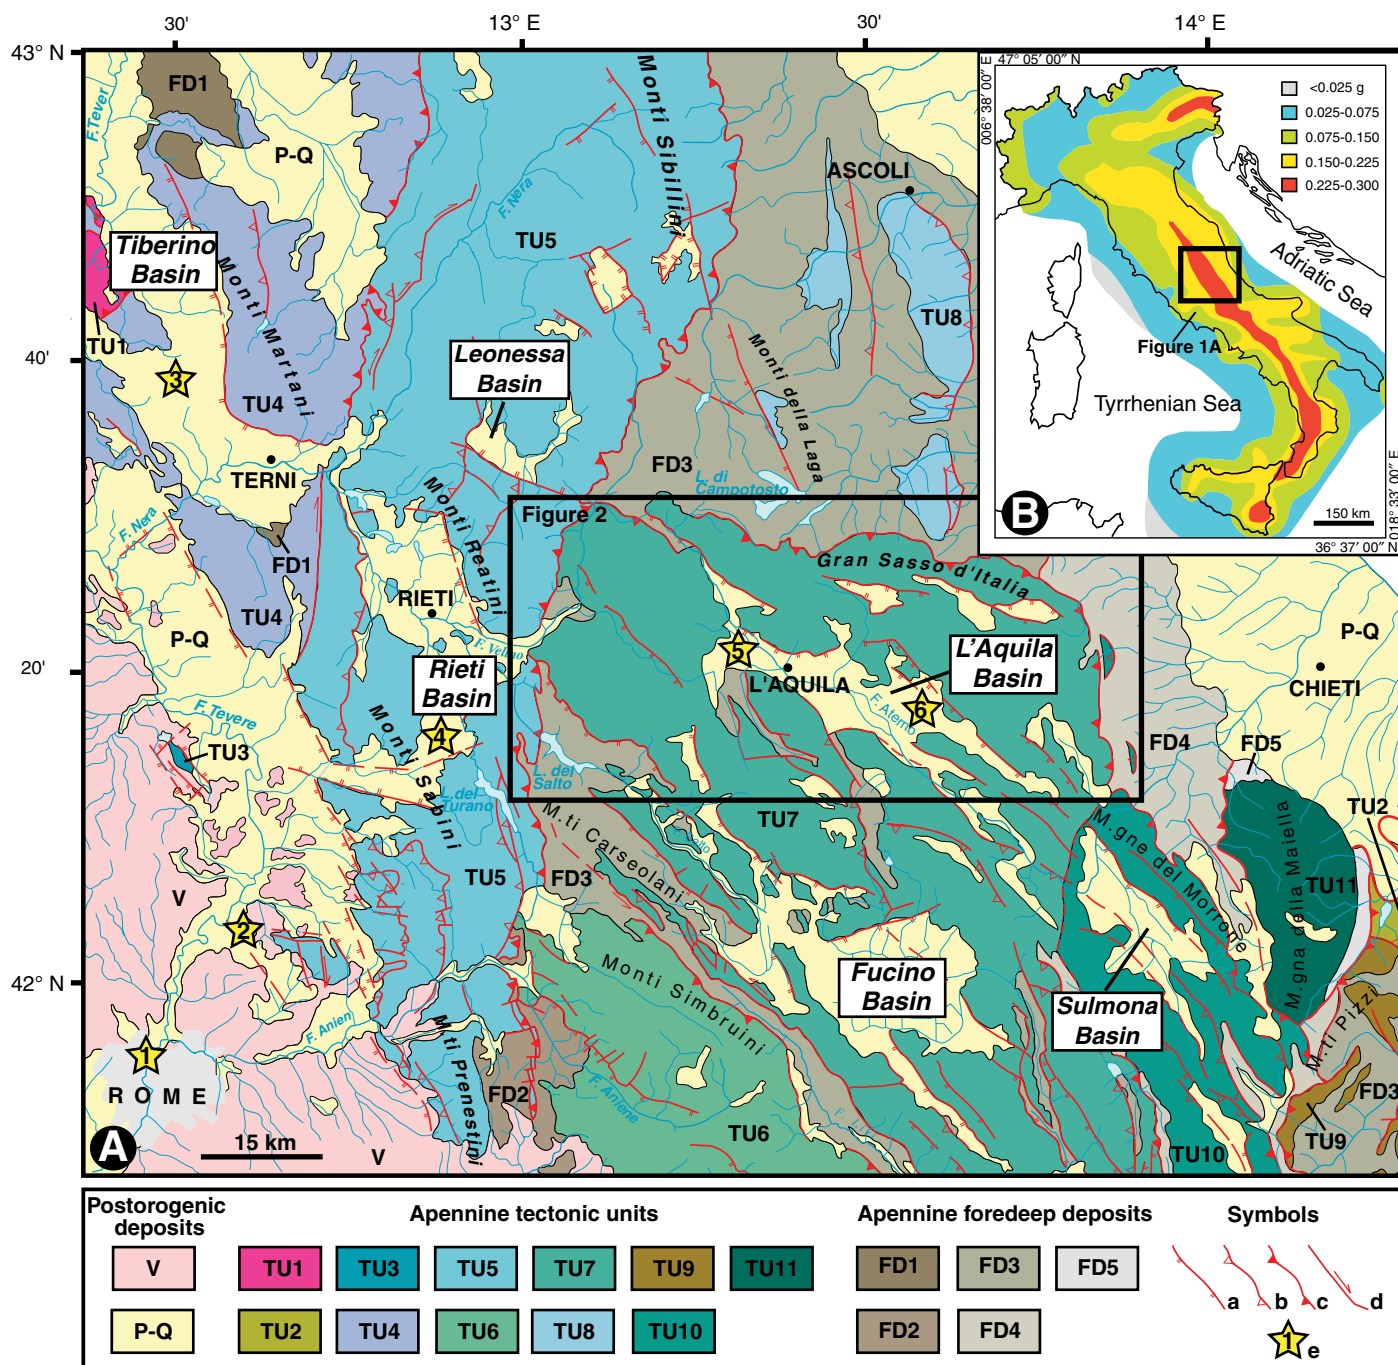 30'
13° E
30'
14° E
43° N
40'
20'
42° N
FD1
F.Tever
P-Q
Tiberino
Basin
TU1
Monti Martani
3
TU4
TERNI
F. Nera
FD1
TU4
P-Q
F. Tevere
TU3
V
2
F. Anien
1
ROME
A
15 km
V
Monti Sibillini
F. Nera
TU5
Leonessa
Basin
Monti Reatini
RIETI
F. Velino
Rieti
Basin
4
Monti Sabini
L. del
Turano
TU5
M.ti Prenestini
FD2
ASCOLI
TU8
Monti della Laga
FD3
L. di
Campotosto
Figure 2
Gran Sasso d'Italia
5
L'AQUILA
L'Aquila
Basin
F. Aterno
6
L. del
Salto
M.ti Carseolani
FD3
TU7
Fucino
Basin
Monti Simbruini
F. Aniene
TU6
P-Q
CHIETI
FD4
FD5
TU2
M.gne del Morrone
M.gna della Maiella
TU11
Sulmona
Basin
M.ti Pizzi
FD3
TU9
TU10
47° 05′ 00″ N
006° 38′ 00″ E
<0.025 g
0.025-0.075
0.075-0.150
0.150-0.225
0.225-0.300
Adriatic Sea
Figure 1A
Tyrrhenian Sea
B
150 km
018° 33′ 00″ E
36° 37′ 00″ N
Postorogenic
deposits
Apennine tectonic units
Apennine foredeep deposits
Symbols
V
TU1
TU3
TU5
TU7
TU9
TU11
FD1
FD3
FD5
a
b
c
d
P-Q
TU2
TU4
TU6
TU8
TU10
FD2
FD4
1
e